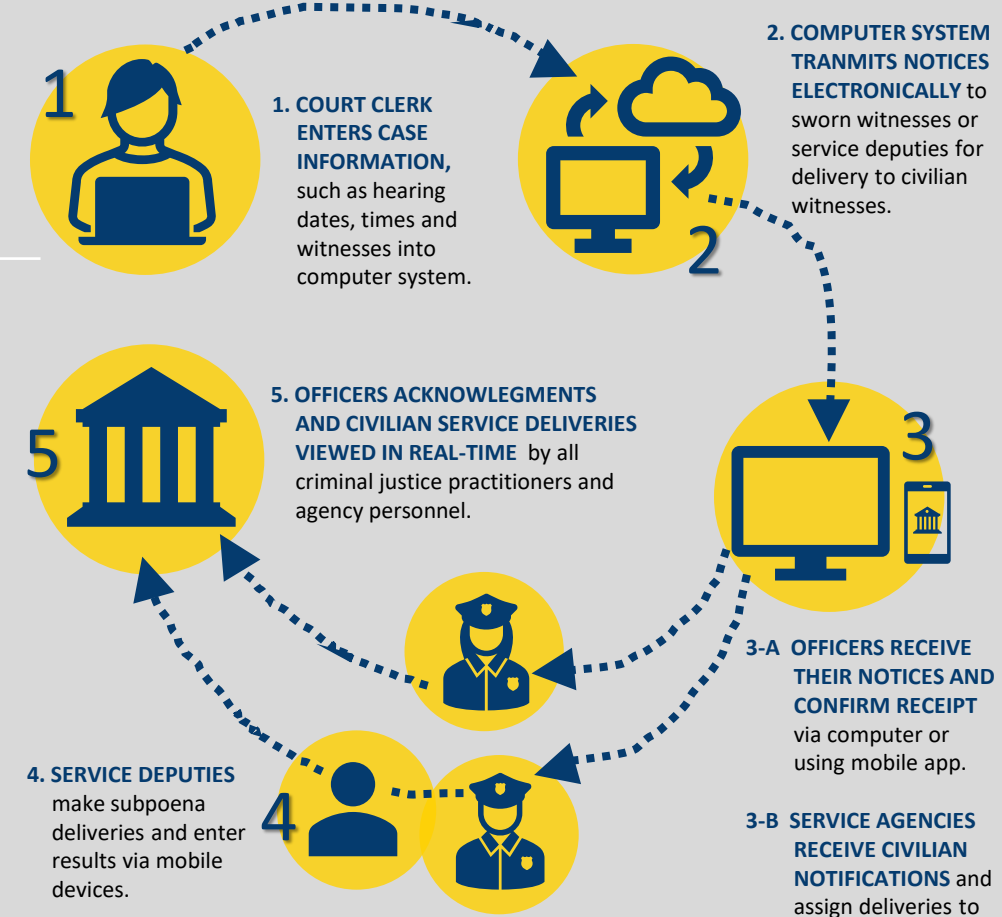 1
1. COURT CLERK
ENTERS CASE
INFORMATION,
such as hearing
dates, times and
witnesses into
computer system.
2
2. COMPUTER SYSTEM
TRANMITS NOTICES
ELECTRONICALLY to
sworn witnesses or
service deputies for
delivery to civilian
witnesses.
3
3-A OFFICERS RECEIVE
THEIR NOTICES AND
CONFIRM RECEIPT
via computer or
using mobile app.
3-B SERVICE AGENCIES
RECEIVE CIVILIAN
NOTIFICATIONS and
assign deliveries to
4
4. SERVICE DEPUTIES
make subpoena
deliveries and enter
results via mobile
devices.
5
5. OFFICERS ACKNOWLEGMENTS
AND CIVILIAN SERVICE DELIVERIES
VIEWED IN REAL-TIME by all
criminal justice practitioners and
agency personnel.